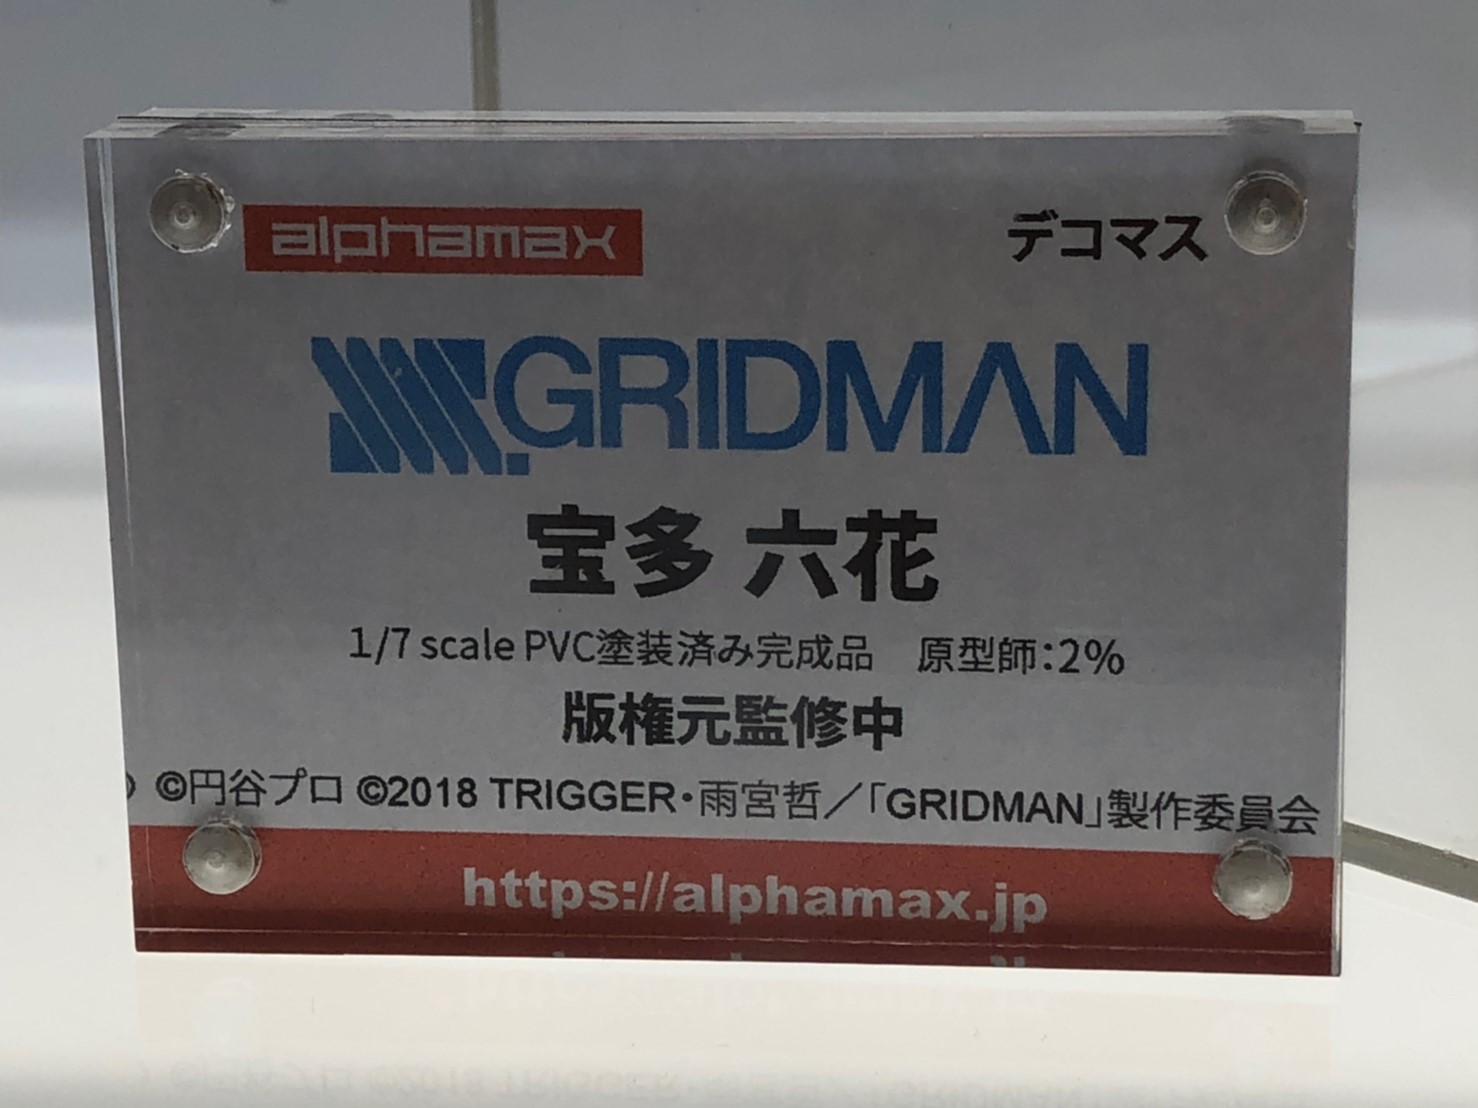 alphamax デコマス
GRIDMAN
宝多 六花
1/7 scale PVC塗装済み完成品 原型師:2%
版権元監修中
©円谷プロ ©2018 TRIGGER・雨宮哲/「GRIDMAN」製作委員会
https://alphamax.jp